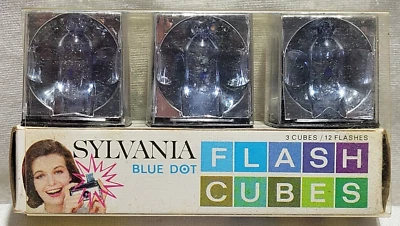 3 CUBES / 12 FLASHES
SYLVANIA
BLUE DOT
FLASH
CUBES